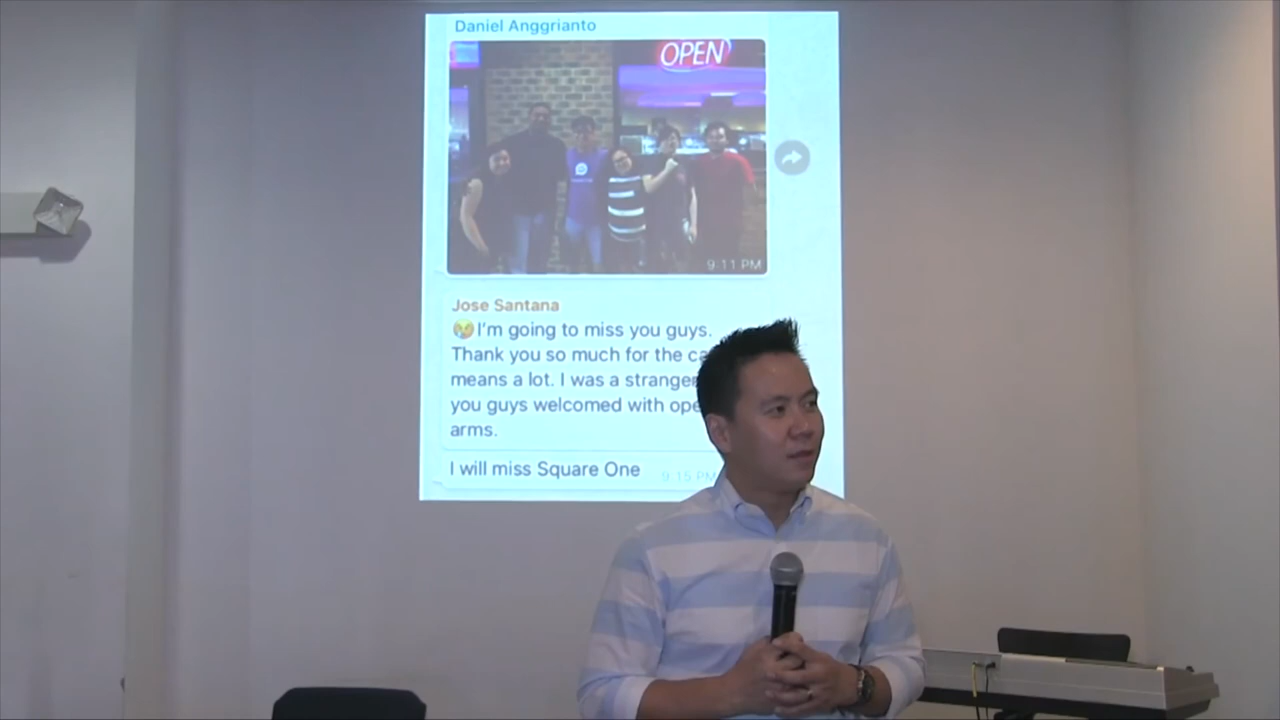 Daniel Anggrianto
OPEN
9:11 PM
Jose Santana
I'm going to miss you guys.
Thank you so much for the
means a lot. I was a stranger
you guys welcomed with
arms.
I will miss Square One
9:15 PM